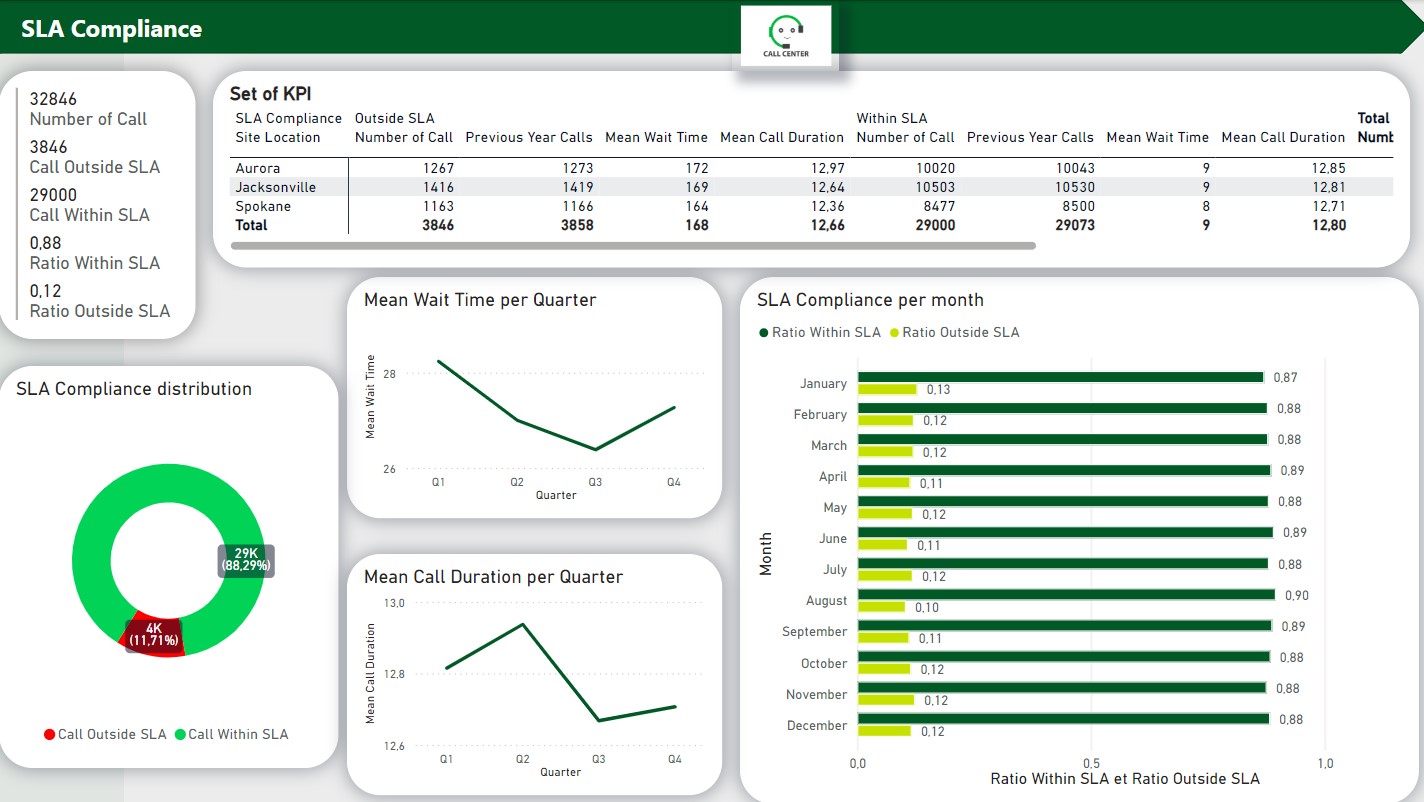 SLA Compliance
CALL CENTER
32846
Number of Call
3846
Call Outside SLA
29000
Call Within SLA
0,88
Ratio Within SLA
0,12
Ratio Outside SLA
Set of KPI
SLA Compliance Outside SLA Within SLA Total
Site Location Number of Call Previous Year Calls Mean Wait Time Mean Call Duration Number of Call Previous Year Calls Mean Wait Time Mean Call Duration
Aurora 1267 1273 172 12,97 10020 10043 9 12,85
Jacksonville 1416 1419 169 12,64 10503 10530 9 12,81
Spokane 1163 1166 164 12,36 8477 8500 8 12,71
Total 3846 3858 168 12,66 29000 29073 9 12,80
SLA Compliance distribution
29K
(88,29%)
4K
(11,71%)
Call Outside SLA Call Within SLA
Mean Wait Time per Quarter
Mean Wait Time
28
26
Q1 Q2 Q3 Q4
Quarter
Mean Call Duration per Quarter
Mean Call Duration
13,0
12,8
12,6
Q1 Q2 Q3 Q4
Quarter
SLA Compliance per month
Ratio Within SLA Ratio Outside SLA
Month
January 0,87
0,13
February 0,88
0,12
March 0,88
0,12
April 0,89
0,11
May 0,88
0,12
June 0,89
0,11
July 0,88
0,12
August 0,90
0,10
September 0,89
0,11
October 0,88
0,12
November 0,88
0,12
December 0,88
0,12
0,0 0,5 1,0
Ratio Within SLA et Ratio Outside SLA